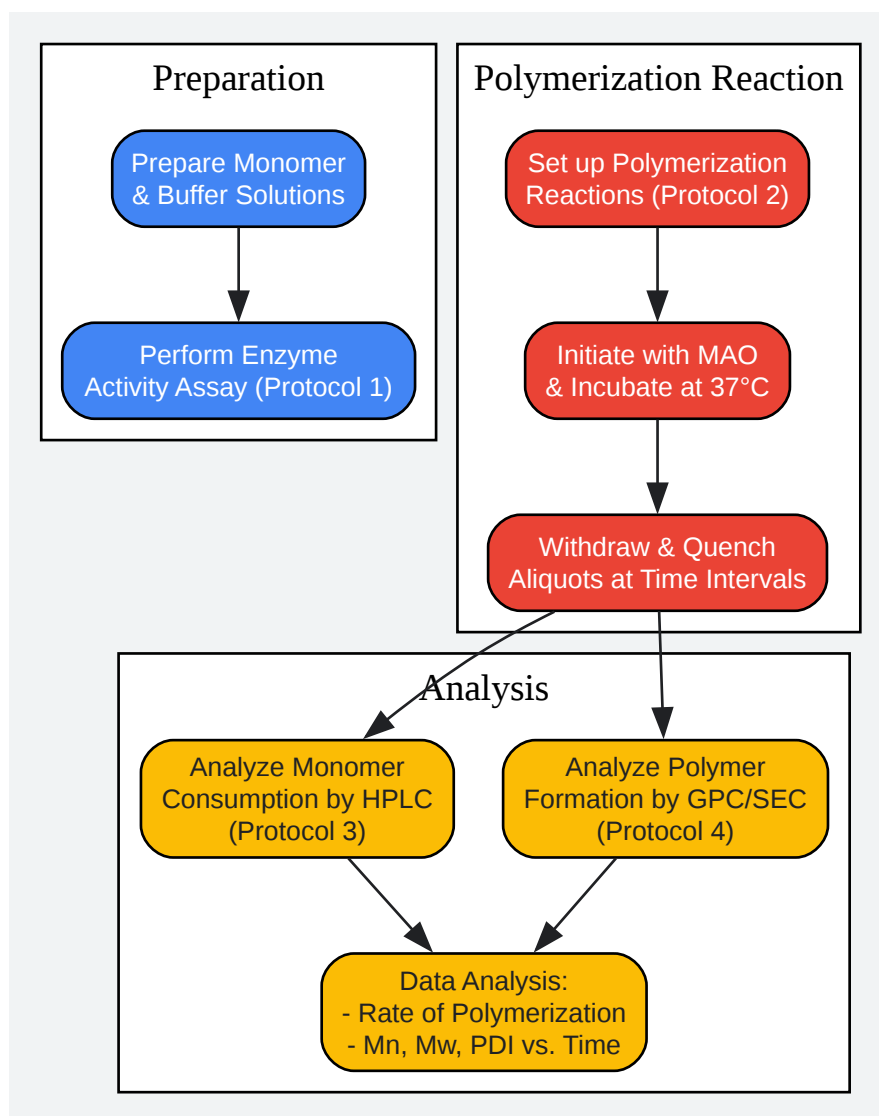 Preparation
Prepare Monomer
& Buffer Solutions
Perform Enzyme
Activity Assay (Protocol 1)
Polymerization Reaction
Set up Polymerization
Reactions (Protocol 2)
Initiate with MAO
& Incubate at 37°C
Withdraw & Quench
Aliquots at Time Intervals
Analysis
Analyze Monomer
Consumption by HPLC
(Protocol 3)
Analyze Polymer
Formation by GPC/SEC
(Protocol 4)
Data Analysis:
- Rate of Polymerization
- Mn, Mw, PDI vs. Time